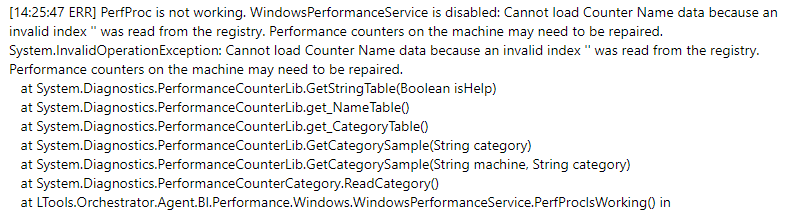 [14:25:47 ERR] PerfProc is not working. WindowsPerformanceService is disabled: Cannot load Counter Name data because an
invalid index '' was read from the registry. Performance counters on the machine may need to be repaired.
System.InvalidOperationException: Cannot load Counter Name data because an invalid index '' was read from the registry.
Performance counters on the machine may need to be repaired.
at System.Diagnostics.PerformanceCounterLib.GetStringTable(Boolean isHelp)
at System.Diagnostics.PerformanceCounterLib.get_NameTable()
at System.Diagnostics.PerformanceCounterLib.get_CategoryTable()
at System.Diagnostics.PerformanceCounterLib.GetCategorySample(String category)
at System.Diagnostics.PerformanceCounterLib.GetCategorySample(String machine, String category)
at System.Diagnostics.PerformanceCounterCategory.ReadCategory()
at LTools.Orchestrator.Agent.Bl.Performance.Windows.WindowsPerformanceService.PerfProcIsWorking() in